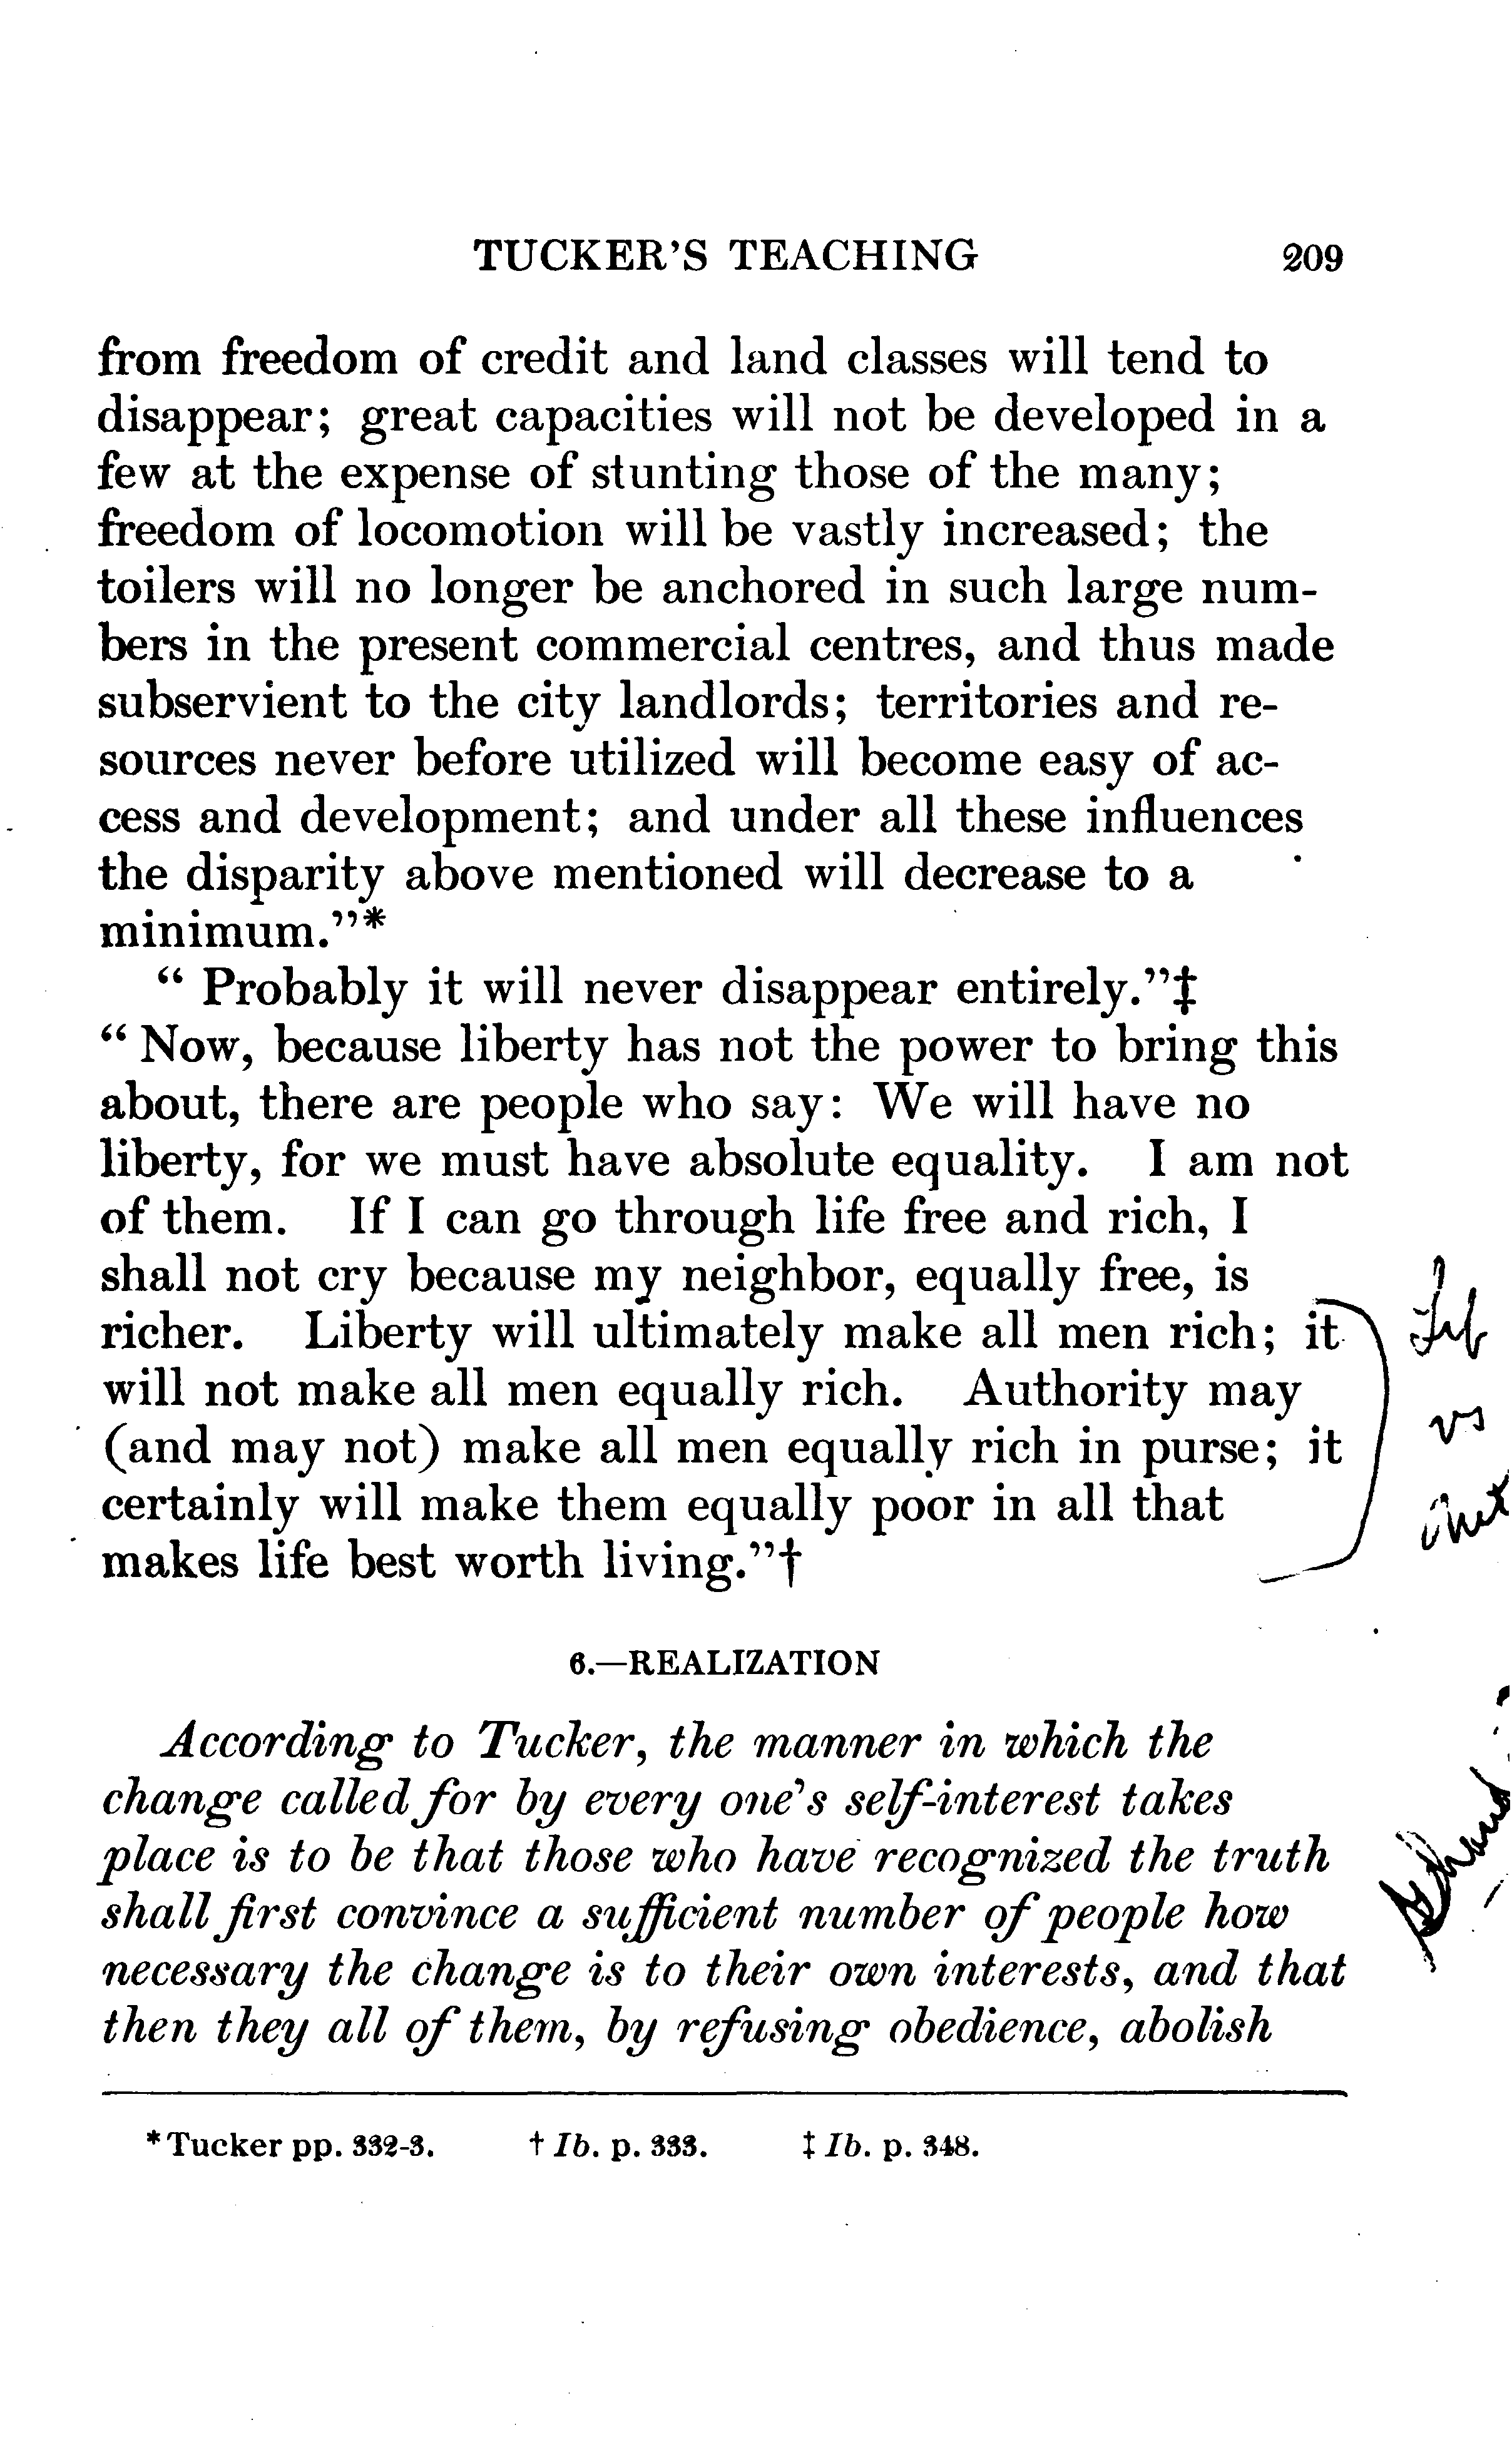 TUCKER'S TEACHING 209
from freedom of credit and land classes will tend to
disappear; great capacities will not be developed in a
few at the expense of stunting those of the many;
freedom of locomotion will be vastly increased; the
toilers will no longer be anchored in such large num-
bers in the present commercial centres, and thus made
subservient to the city landlords; territories and re-
sources never before utilized will become easy of ac-
cess and development; and under all these influences
the disparity above mentioned will decrease to a
minimum."*
" Probably it will never disappear entirely."‡
" Now, because liberty has not the power to bring this
about, there are people who say: We will have no
liberty, for we must have absolute equality. I am not
of them. If I can go through life free and rich, I
shall not cry because my neighbor, equally free, is
richer. Liberty will ultimately make all men rich; it
will not make all men equally rich. Authority may
(and may not) make all men equally rich in purse; it
certainly will make them equally poor in all that
makes life best worth living."†
vs
6.—REALIZATION
According to Tucker, the manner in which the
change called for by every one's self-interest takes
place is to be that those who have recognized the truth
shall first convince a sufficient number of people how
necessary the change is to their own interests, and that
then they all of them, by refusing obedience, abolish
* Tucker pp. 332-3. † Ib. p. 333. ‡ Ib. p. 348.